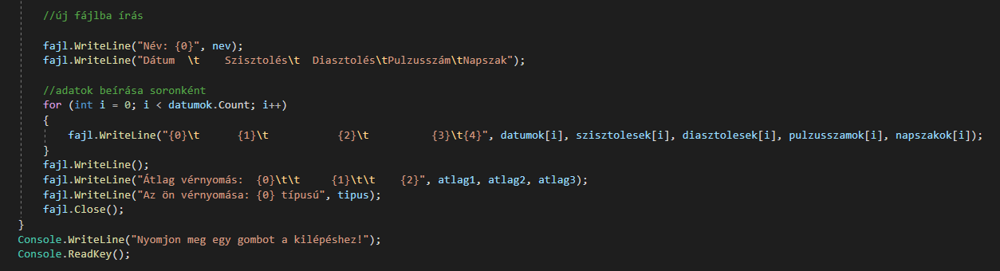 //új fájlba írás
fajl.WriteLine("Név: {0}", nev);
fajl.WriteLine("Dátum  \t    Szisztolés\t  Diasztolés\tPulzusszám\tNapszak");
//adatok beírása soronként
for (int i = 0; i < datumok.Count; i++)
{
fajl.WriteLine("{0}\t      {1}\t           {2}\t          {3}\t{4}", datumok[i], szisztolesek[i], diasztolesek[i], pulzusszamok[i], napszakok[i]);
}
fajl.WriteLine();
fajl.WriteLine("Átlag vérnyomás:  {0}\t\t    {1}\t\t    {2}", atlag1, atlag2, atlag3);
fajl.WriteLine("Az ön vérnyomása: {0} típusú", tipus);
fajl.Close();
}
Console.WriteLine("Nyomjon meg egy gombot a kilépéshez!");
Console.ReadKey();